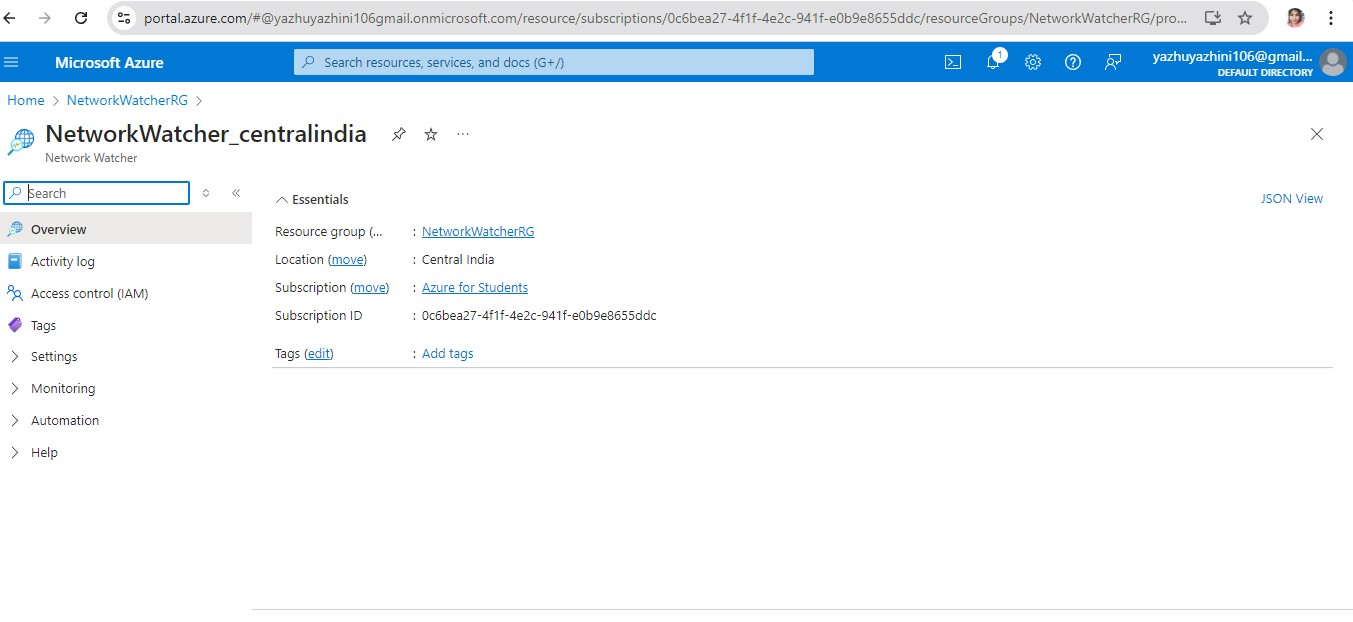 portal.azure.com/#@yazhuyazhini106gmail.onmicrosoft.com/resource/subscriptions/0c6bea27-4f1f-4e2c-941f-e0b9e8655ddc/resourceGroups/NetworkWatcherRG/pro...
Microsoft Azure
Search resources, services, and docs (G+/)
1
yazhuyazhini106@gmail...
DEFAULT DIRECTORY
Home > NetworkWatcherRG >
NetworkWatcher_centralindia
...
Network Watcher
Search
Overview
Activity log
Access control (IAM)
Tags
Settings
Monitoring
Automation
Help
Essentials
JSON View
Resource group (... : NetworkWatcherRG
Location (move) : Central India
Subscription (move) : Azure for Students
Subscription ID : 0c6bea27-4f1f-4e2c-941f-e0b9e8655ddc
Tags (edit) : Add tags